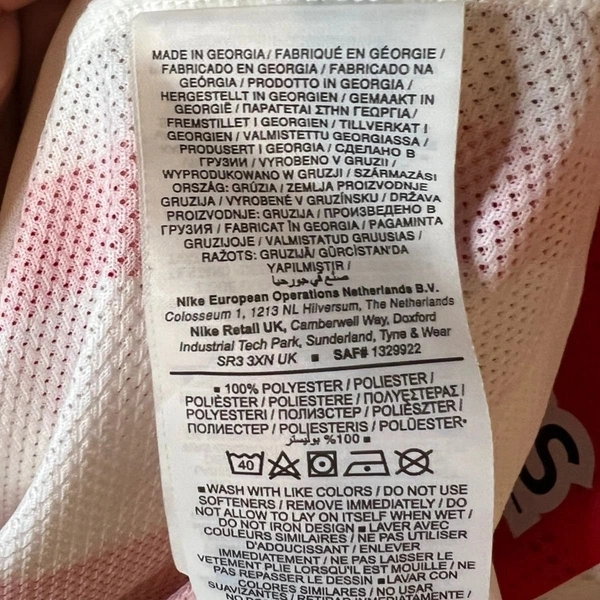 MADE IN GEORGIA / FABRIQUÉ EN GÉORGIE /
FABRICADO EN GEORGIA / FABRICADO NA
GEÓRGIA / PRODOTTO IN GEORGIA /
HERGESTELLT IN GEORGIEN / GEMAAKT IN
GEORGIË / ΠΑΡΑΓΕΤΑΙ ΣΤΗΝ ΓΕΩΡΓΙΑ /
FREMSTILLET I GEORGIEN / TILLVERKAT I
GEORGIEN / VALMISTETTU GEORGIASSA /
PRODUSERT I GEORGIA / СДЕЛАНО В
ГРУЗИИ / VYROBENO V GRUZII /
WYPRODUKOWANO W GRUZJI / SZÁRMAZÁSI
ORSZÁG: GRÚZIA / ZEMLJA PROIZVODNJE
GRUZIJA / VYROBENÉ V GRUZÍNSKU / DRŽAVA
PROIZVODNJE: GRUZIJA / ПРОИЗВЕДЕНО В
ГРУЗИЯ / FABRICAT ÎN GEORGIA / PAGAMINTA
GRUZIJOJE / VALMISTATUD GRUUSIAS /
RAŽOTS: GRUZIJĀ / GÜRCİSTAN'DA
YAPILMIŞTIR /
صنع في جورجيا
Nike European Operations Netherlands B.V.
Colosseum 1, 1213 NL Hilversum, The Netherlands
Nike Retail UK, Camberwell Way, Doxford
Industrial Tech Park, Sunderland, Tyne & Wear
SR3 3XN UK ■ SAF# 1329922
■ 100% POLYESTER / POLIÉSTER /
POLIÈSTER / POLIESTERE / ΠΟΛΥΕΣΤΕΡΑΣ /
POLYESTERI / ПОЛИЭСТЕР / POLIÉSZTER /
ПОЛИЕСТЕР / POLIESTERIS / POLÜESTER*
100% بوليستر ■
40
■ WASH WITH LIKE COLORS / DO NOT USE
SOFTENERS / REMOVE IMMEDIATELY / DO
NOT ALLOW TO LAY ON ITSELF WHEN WET /
DO NOT IRON DESIGN ■ LAVER AVEC
COULEURS SIMILAIRES / NE PAS UTILISER
D'ADOUCISSANT / ENLEVER
IMMEDIATEMENT / NE PAS LAISSER LE
VETEMENT PLIE LORSQU'IL EST MOUILLE / NE
PAS REPASSER LE DESSIN ■ LAVAR CON
COLORES SIMILARES / NO USAR
SUAVIZANTES / RETIRAR INMEDIATAMENTE /